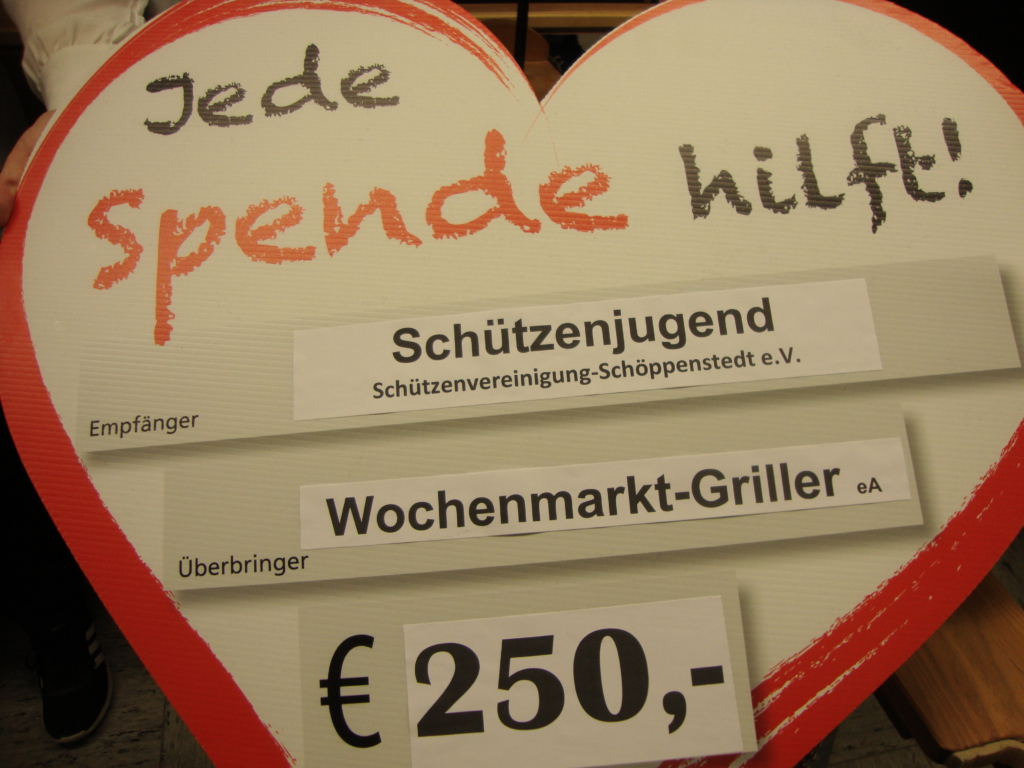 Jede
spende hilft!
Schützenjugend
Schützenvereinigung-Schöppenstedt e.V.
Empfänger
Wochenmarkt-Griller eA
Überbringer
€ 250,-